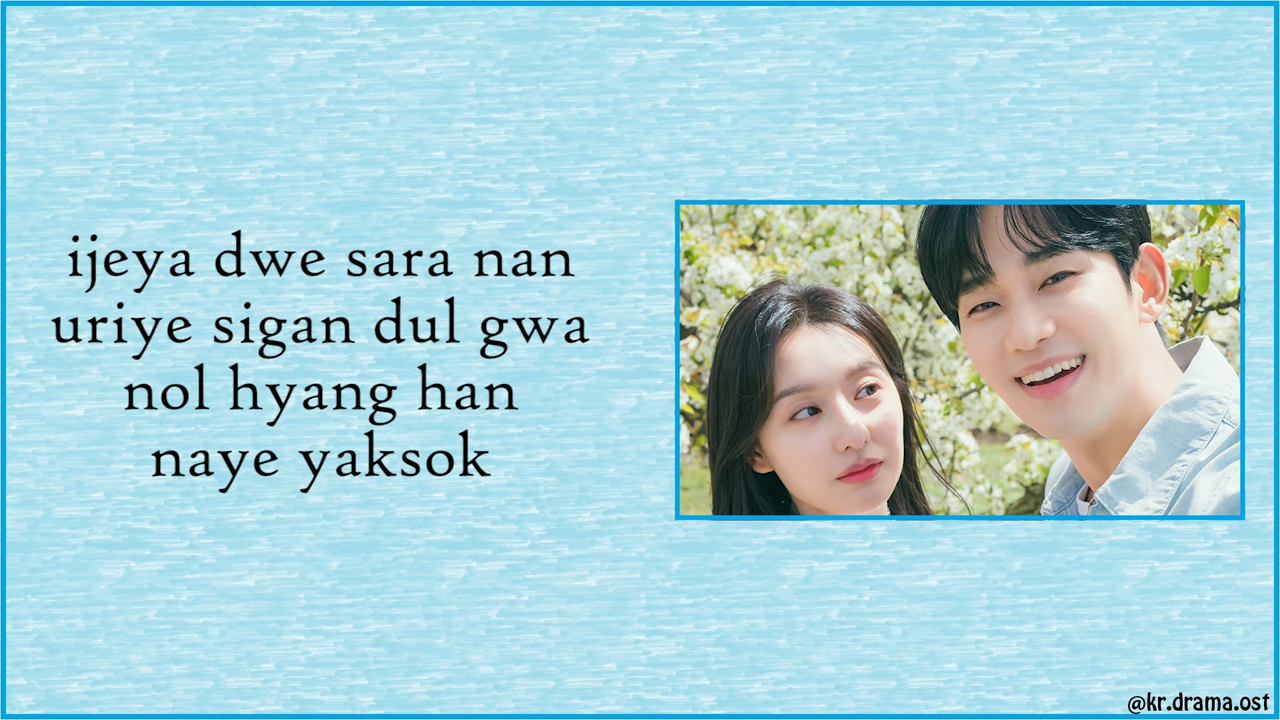 ijeya dwe sara nan
uriye sigan dul gwa
nol hyang han
naye yaksok
@kr.drama.ost